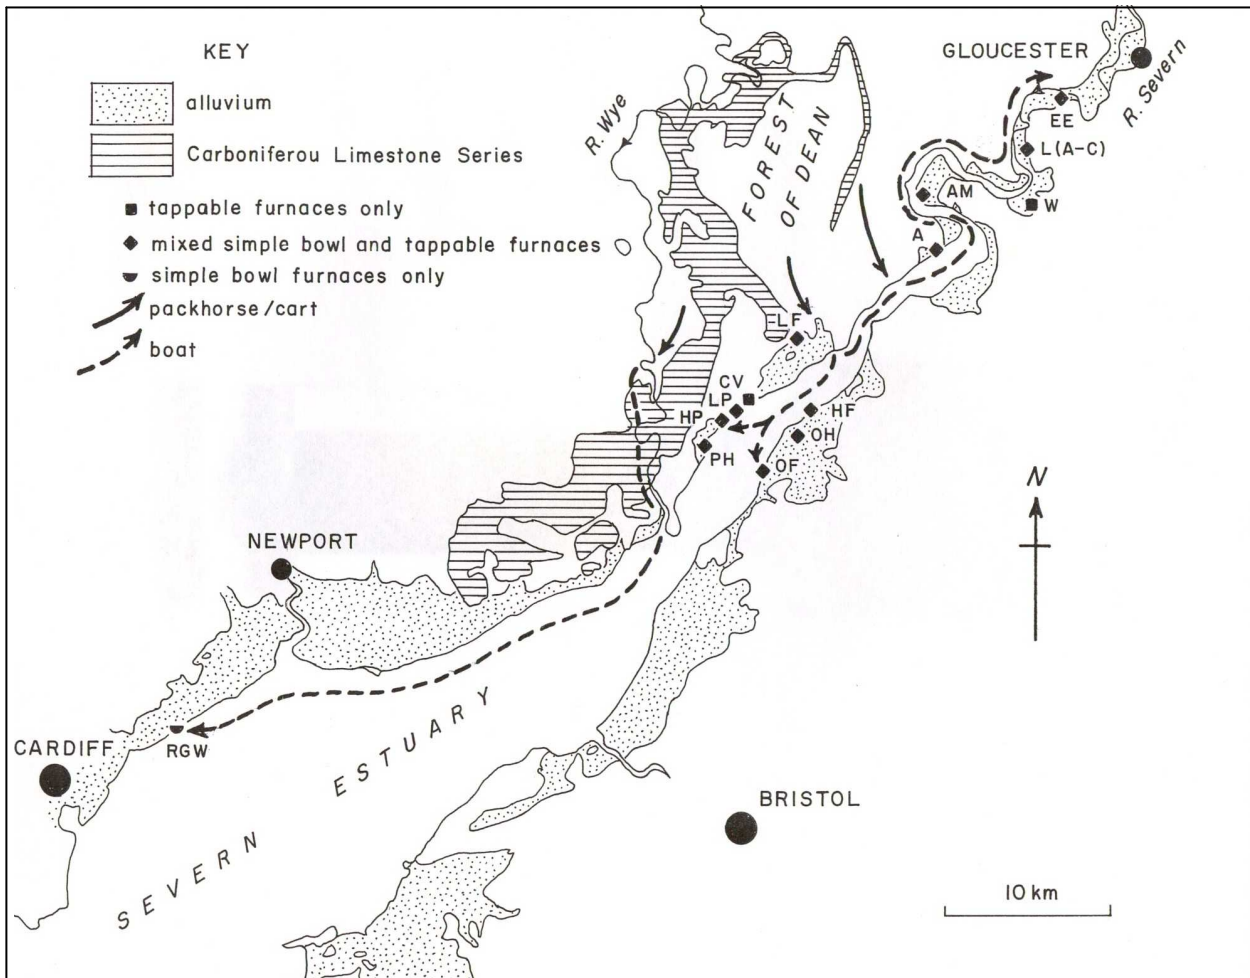 KEY
alluvium
Carboniferou Limestone Series
tappable furnaces only
mixed simple bowl and tappable furnaces
simple bowl furnaces only
packhorse/cart
boat
R. Wye
FOREST
OF DEAN
GLOUCESTER
R. Severn
EE
L(A-C)
AM
W
A
LF
CV
LP
HP
HF
OH
PH
OF
N
NEWPORT
CARDIFF
RGW
SEVERN
ESTUARY
BRISTOL
10 km